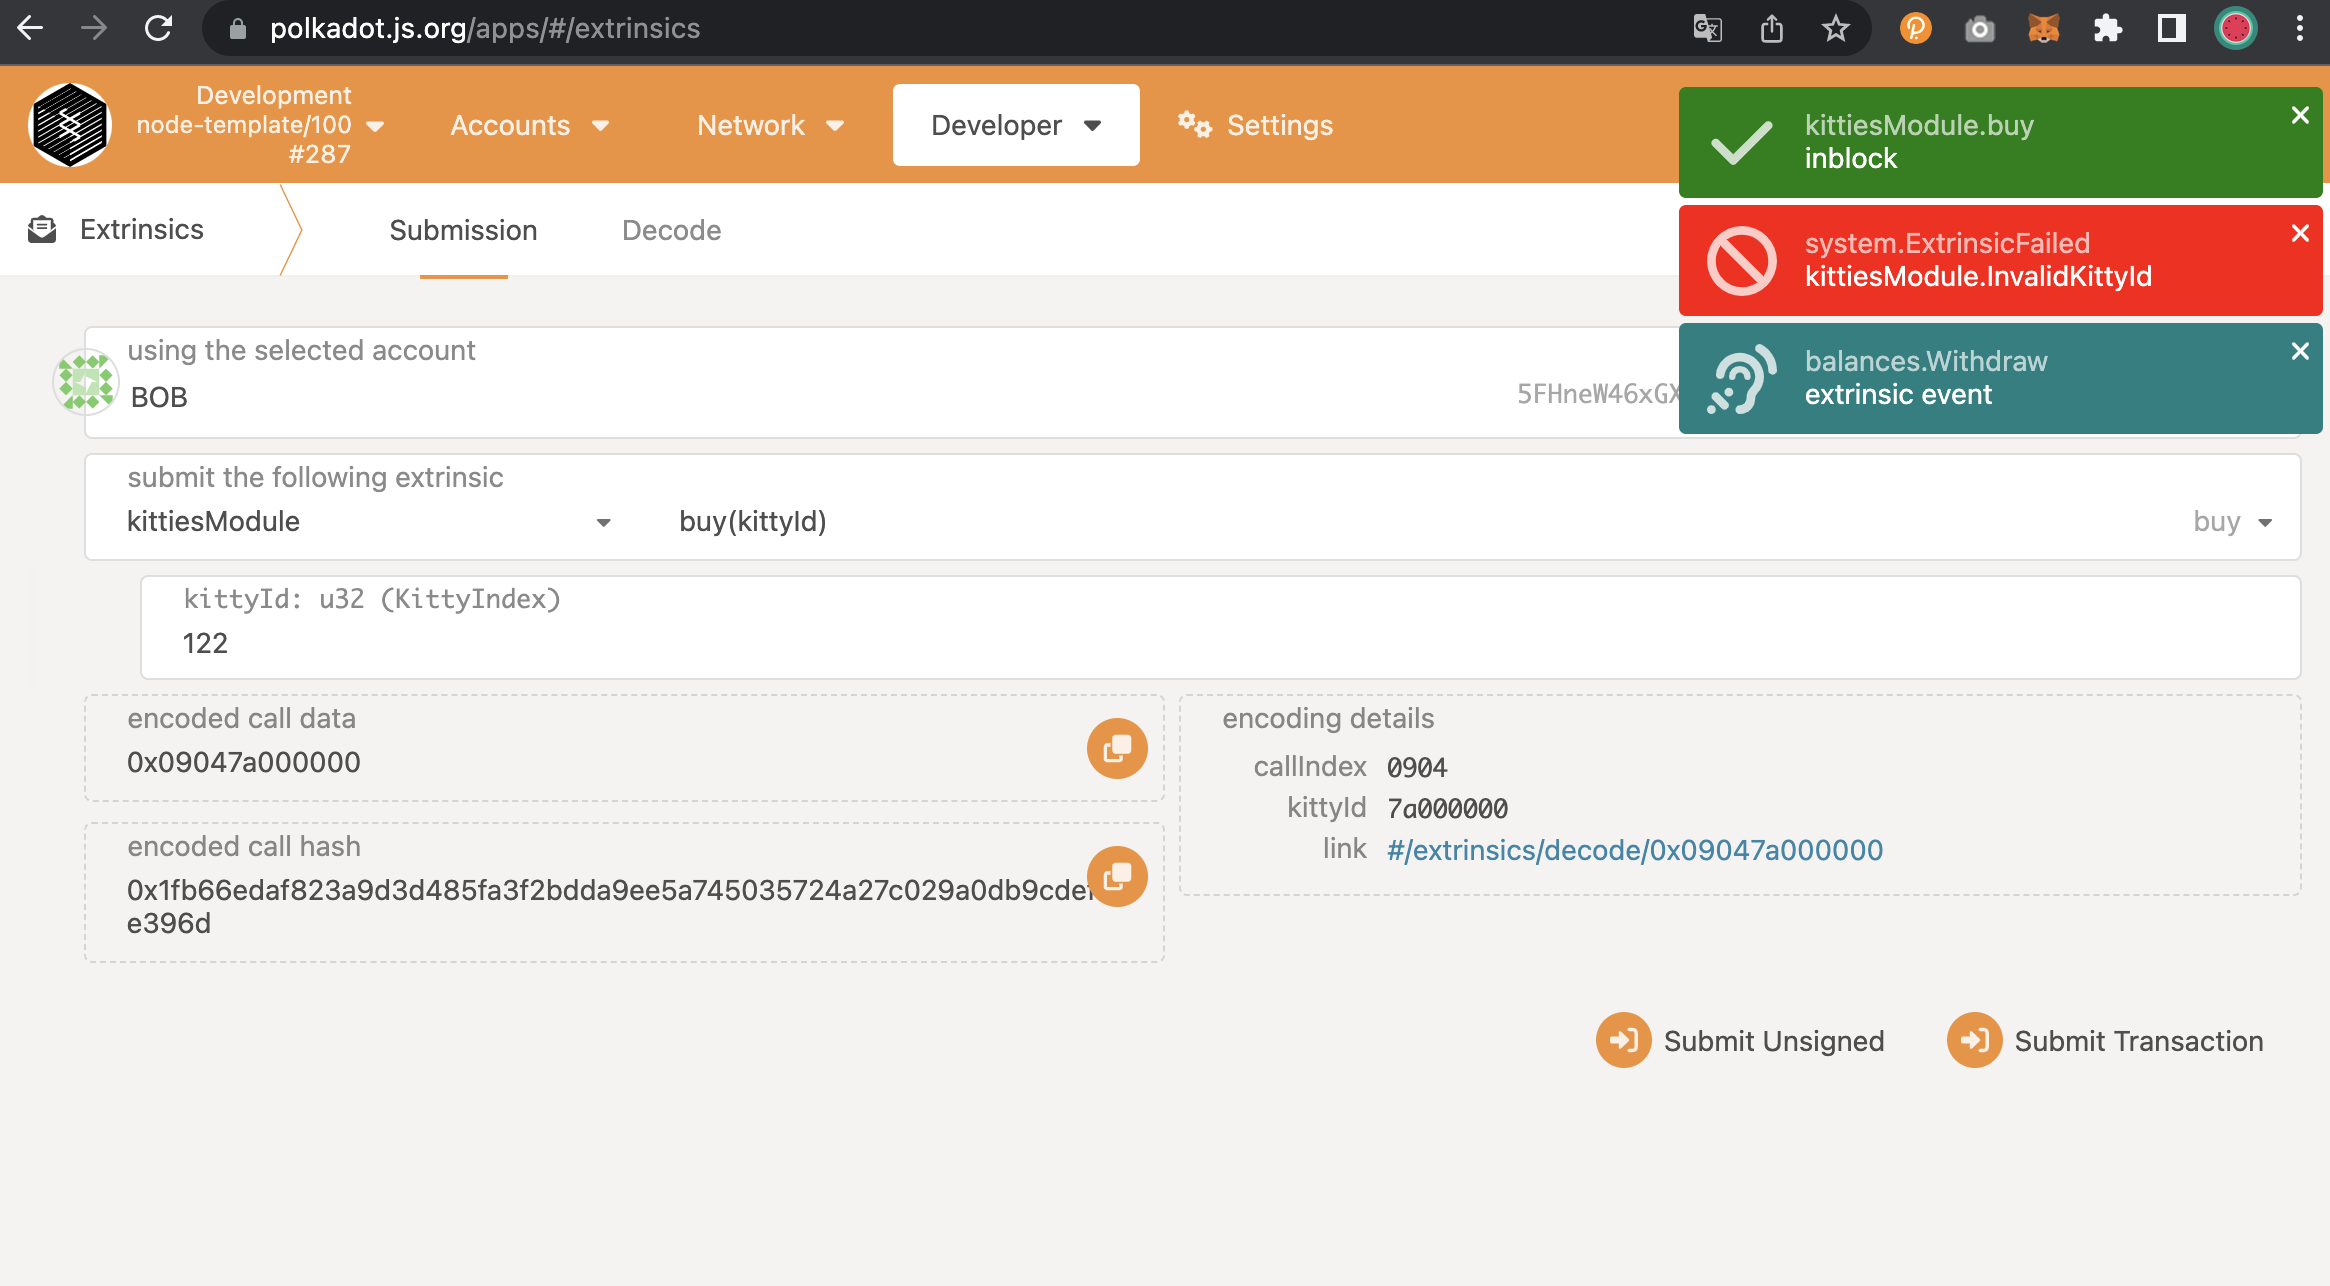 polkadot.js.org/apps/#/extrinsics
Development
node-template/100
#287
Accounts
Network
Developer
Settings
kittiesModule.buy
inblock
system.ExtrinsicFailed
kittiesModule.InvalidKittyId
balances.Withdraw
extrinsic event
Extrinsics
Submission
Decode
using the selected account
BOB
5FHneW46xGX
submit the following extrinsic
kittiesModule
buy(kittyId)
buy
kittyId: u32 (KittyIndex)
122
encoded call data
0x09047a000000
encoding details
callIndex 0904
kittyId 7a000000
link #/extrinsics/decode/0x09047a000000
encoded call hash
0x1fb66edaf823a9d3d485fa3f2bdda9ee5a745035724a27c029a0db9cdef
e396d
Submit Unsigned
Submit Transaction